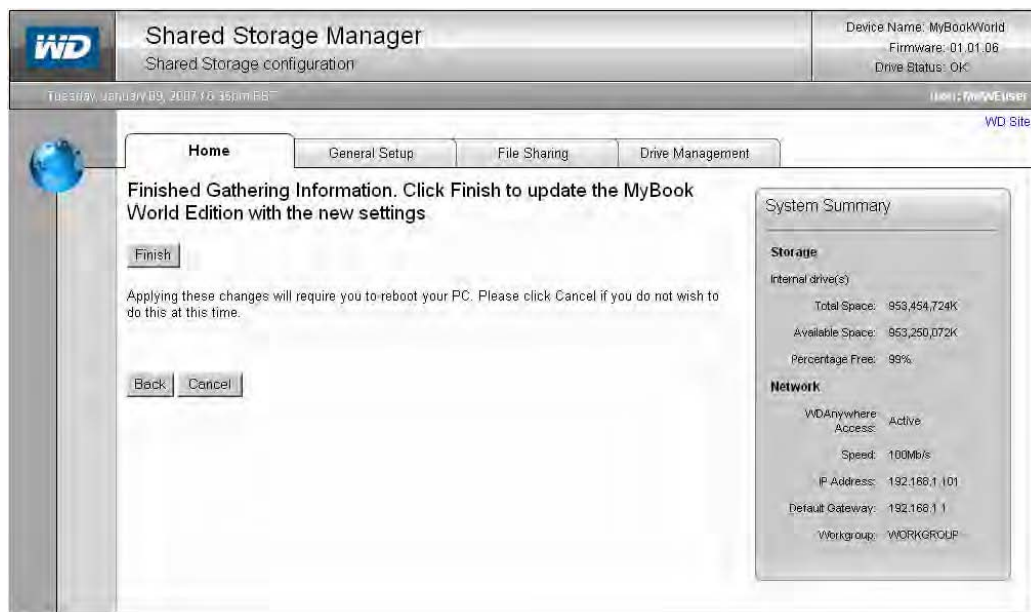 WD
Shared Storage Manager
Shared Storage configuration
Device Name: MyBookWorld
Firmware: 01.01.06
Drive Status: OK
WD Site
Home
General Setup
File Sharing
Drive Management
Finished Gathering Information. Click Finish to update the MyBook
World Edition with the new settings
Finish
Applying these changes will require you to reboot your PC. Please click Cancel if you do not wish to
do this at this time.
Back
Cancel
System Summary
Storage
Internal drive(s)
Total Space: 953,454,724K
Available Space: 953,250,072K
Percentage Free: 99%
Network
WDAnywhere
Access: Active
Speed: 100Mb/s
IP Address: 192.168.1.101
Default Gateway: 192.168.1.1
Workgroup: WORKGROUP